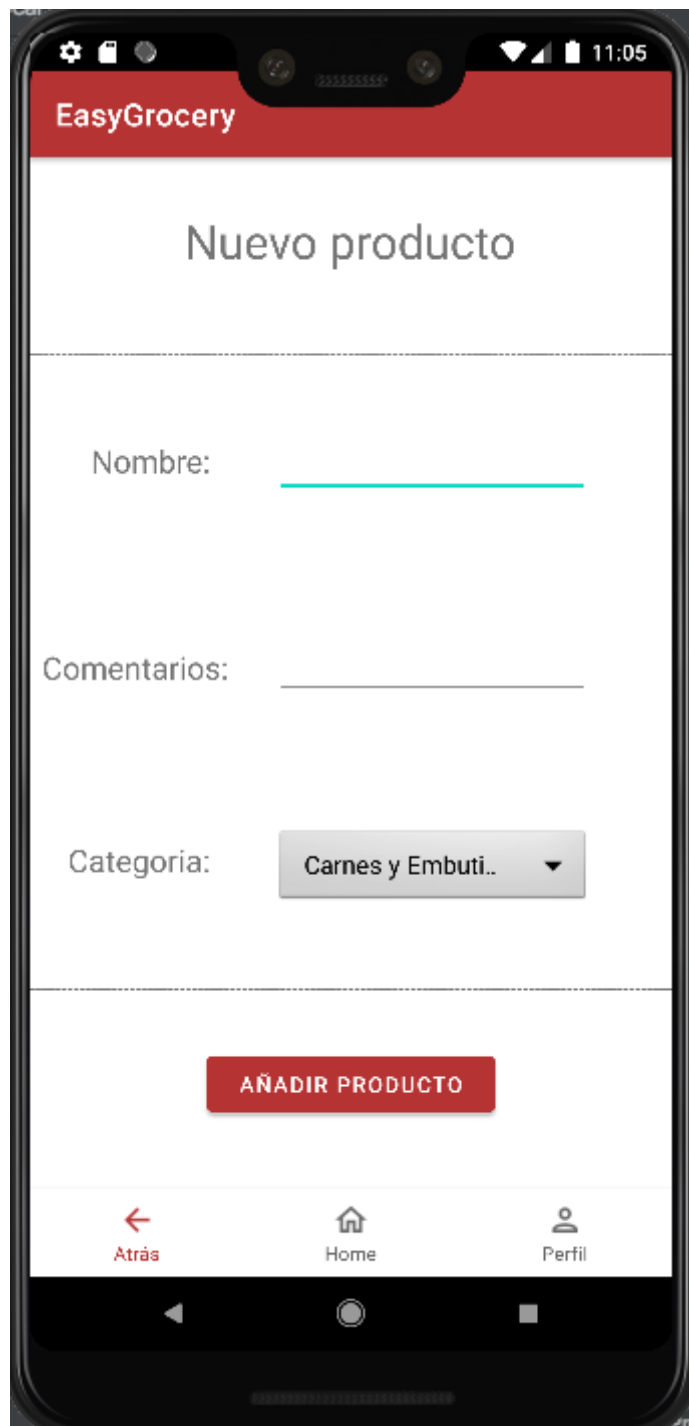 11:05
EasyGrocery
Nuevo producto
Nombre:
Comentarios:
Categoria:
Carnes y Embuti..
AÑADIR PRODUCTO
Atrás
Home
Perfil